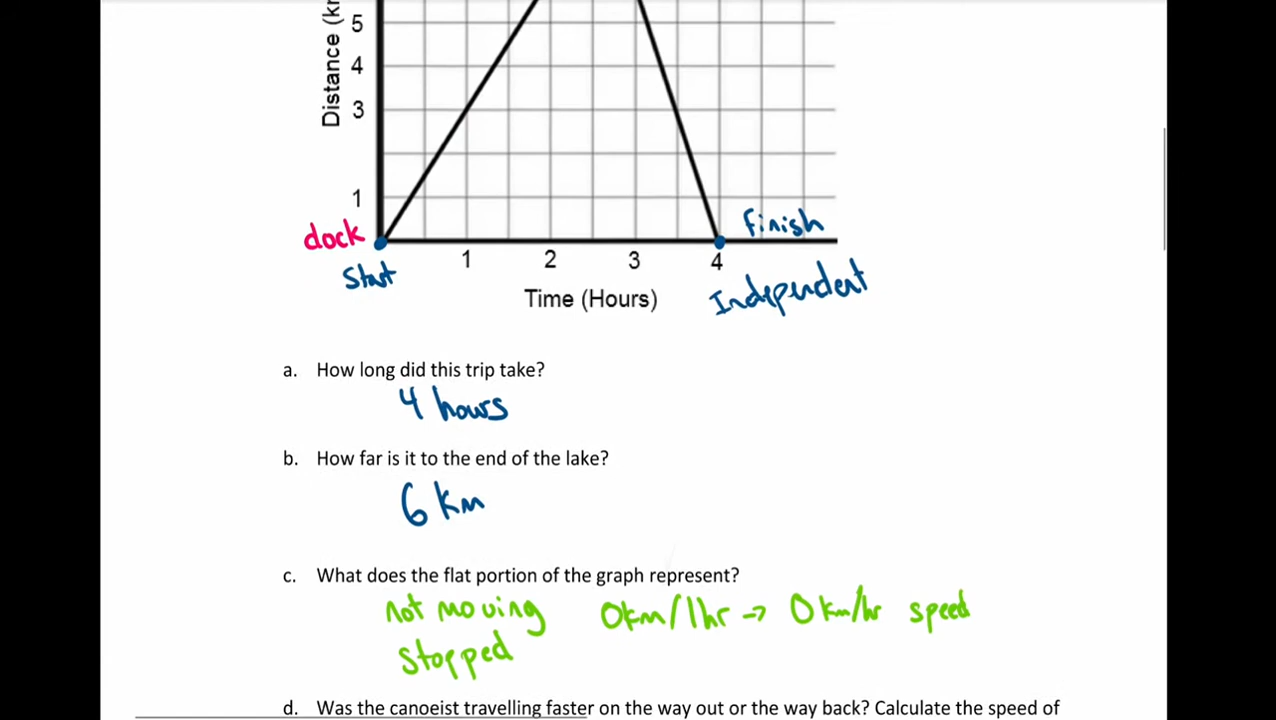 Distance (k
5
4
3
1
dock
Start
finish
1 2 3 4
Time (Hours)
Independent
a. How long did this trip take?
4 hours
b. How far is it to the end of the lake?
6 km
c. What does the flat portion of the graph represent?
not moving 0km/1hr → 0 km/hr speed
stopped
d. Was the canoeist travelling faster on the way out or the way back? Calculate the speed of